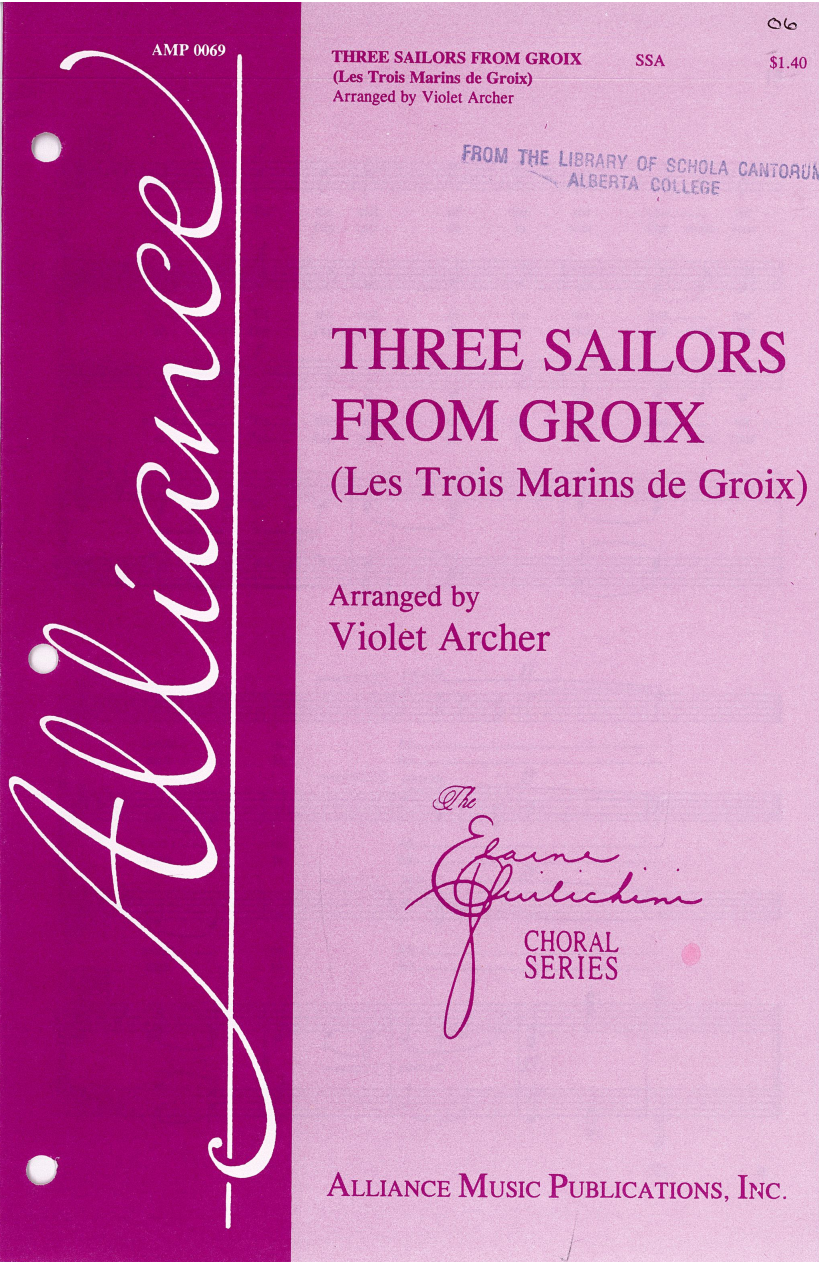 06
AMP 0069
THREE SAILORS FROM GROIX SSA $1.40
(Les Trois Marins de Groix)
Arranged by Violet Archer
FROM THE LIBRARY OF SCHOLA CANTORUM
ALBERTA COLLEGE
Alliance
THREE SAILORS
FROM GROIX
(Les Trois Marins de Groix)
Arranged by
Violet Archer
The
Elaine
Quilichini
CHORAL
SERIES
ALLIANCE MUSIC PUBLICATIONS, INC.